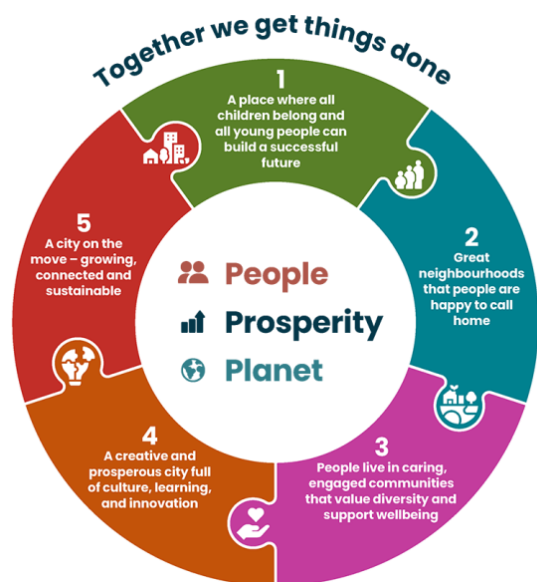 Together we get things done
1
A place where all
children belong and
all young people can
build a successful
future
2
Great
neighbourhoods
that people are
happy to call
home
3
People live in caring,
engaged communities
that value diversity and
support wellbeing
4
A creative and
prosperous city full
of culture, learning,
and innovation
5
A city on the
move – growing,
connected and
sustainable
People
Prosperity
Planet